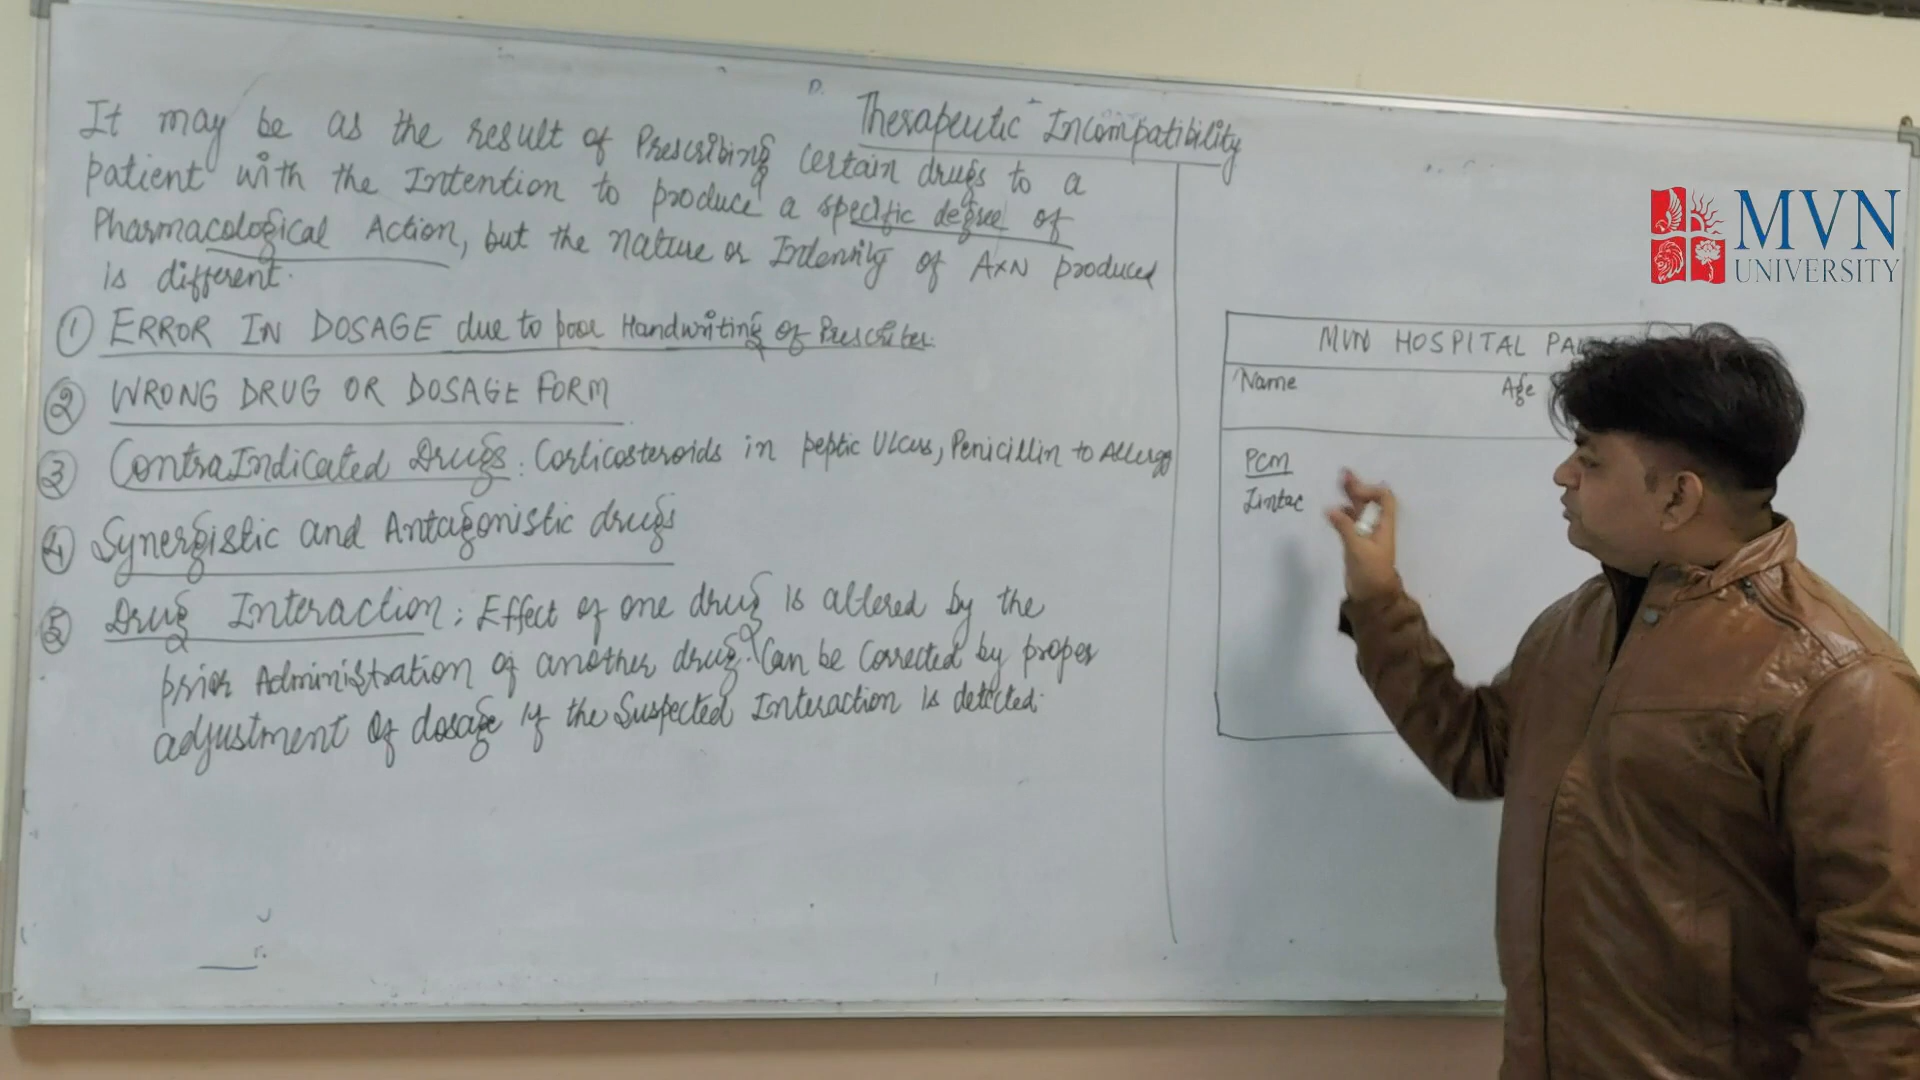 Therapeutic Incompatibility
It may be as the result of Prescribing certain drugs to a
patient with the Intention to produce a specific degree of
Pharmacological Action, but the nature or Intensity of AxN produced
is different.
① ERROR IN DOSAGE due to poor Handwriting of Prescriber.
② WRONG DRUG OR DOSAGE FORM
③ ContraIndicated Drugs: Corticosteroids in peptic Ulcers, Penicillin to Allergy
④ Synergistic and Antagonistic drugs
⑤ Drug Interaction: Effect of one drug is altered by the
prior Administration of another drug. Can be Corrected by proper
adjustment of dosage if the Suspected Interaction is detected.
MVN
UNIVERSITY
MVN HOSPITAL
Name Age
PCM